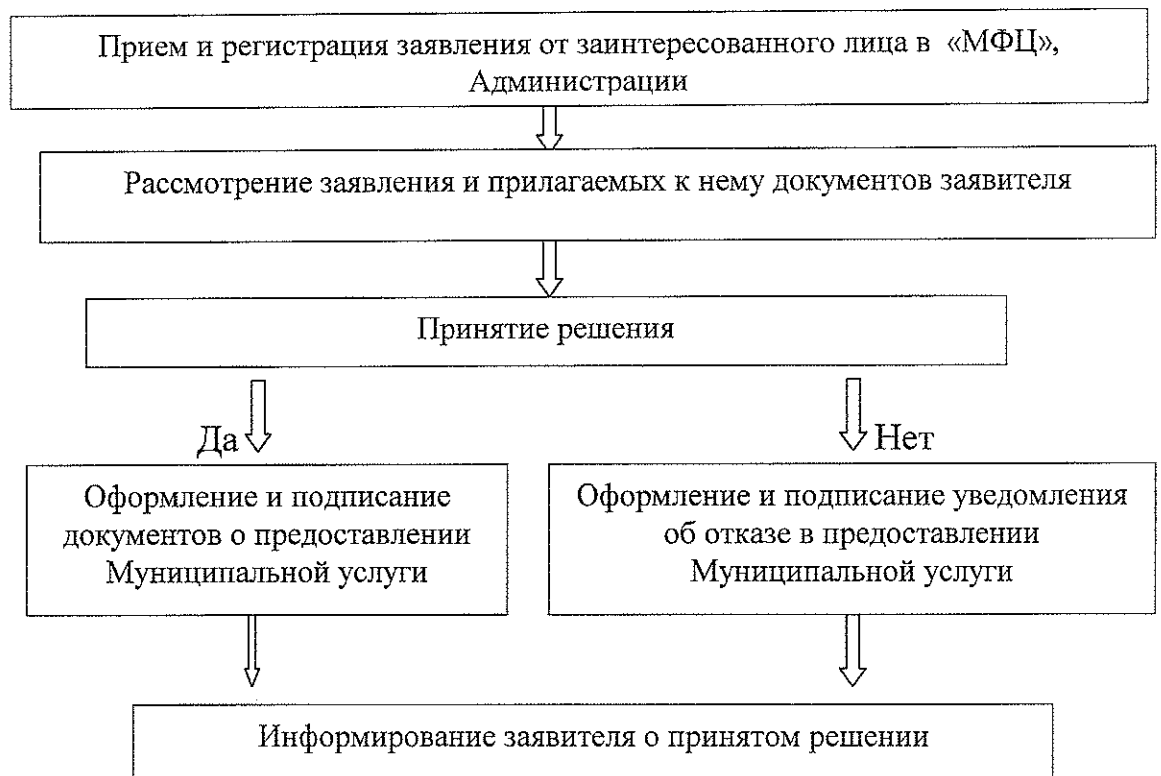 Прием и регистрация заявления от заинтересованного лица в «МФЦ»,
Администрации
Рассмотрение заявления и прилагаемых к нему документов заявителя
Принятие решения
Да
Нет
Оформление и подписание
документов о предоставлении
Муниципальной услуги
Оформление и подписание уведомления
об отказе в предоставлении
Муниципальной услуги
Информирование заявителя о принятом решении